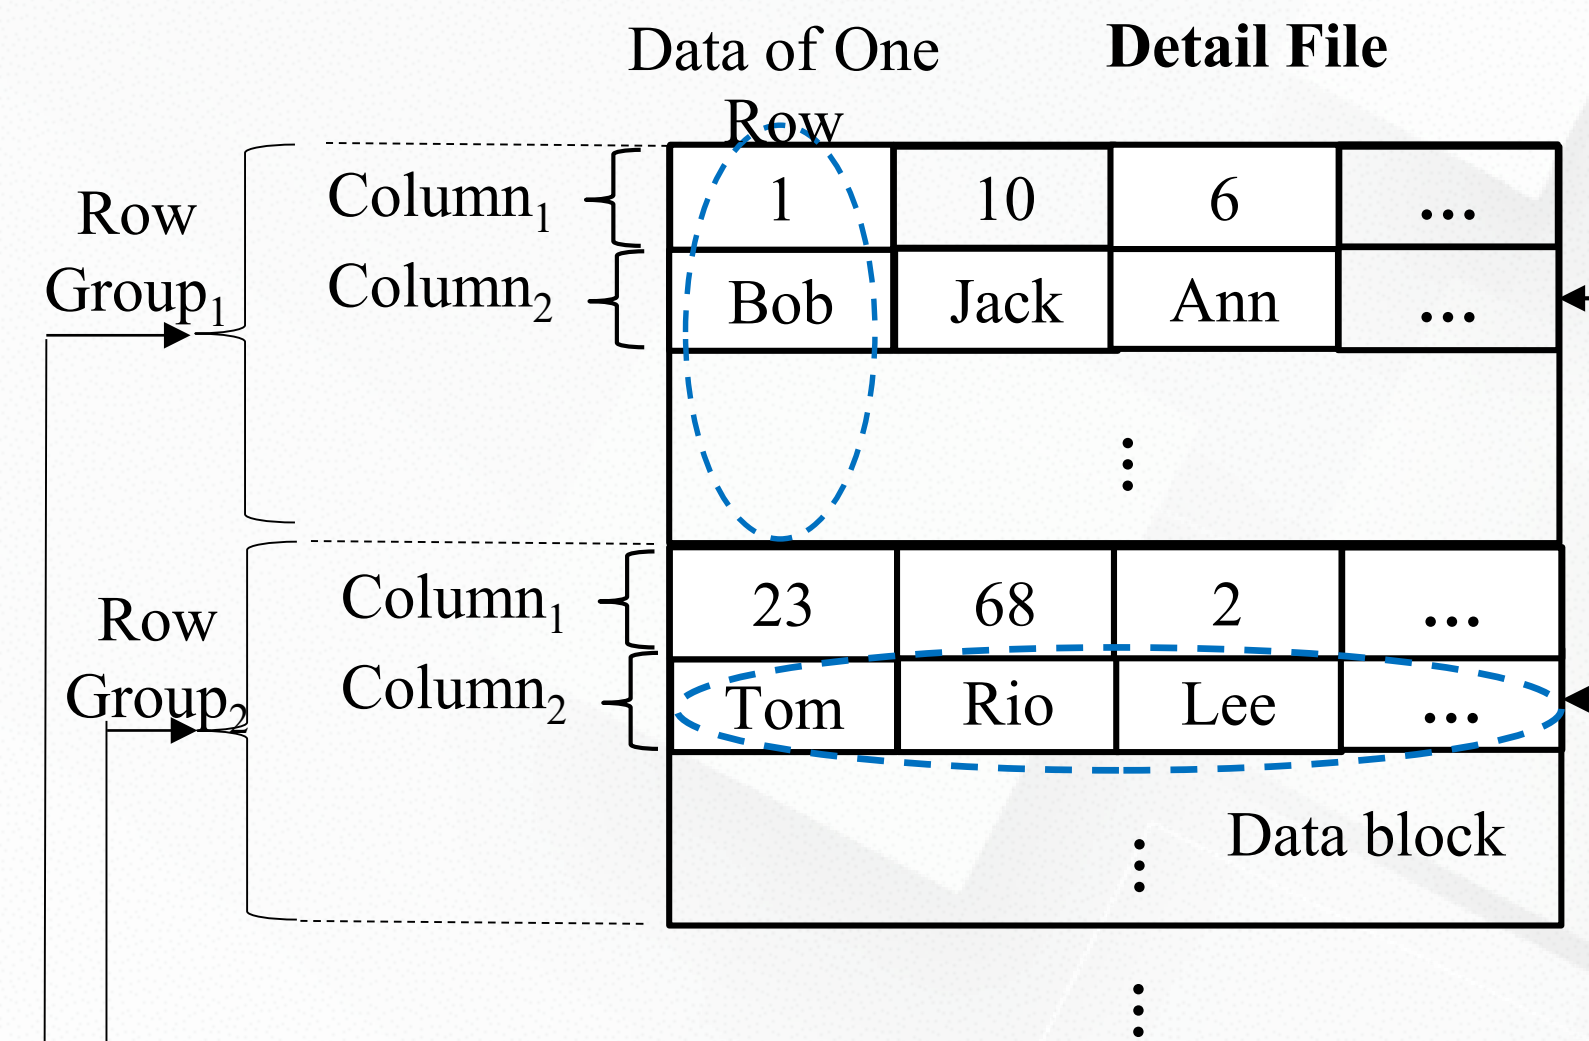 Data of One
Row
Detail File
Row
Group1
Column1
1 10 6 ...
Column2
Bob Jack Ann ...
Row
Group2
Column1
23 68 2 ...
Column2
Tom Rio Lee ...
Data block